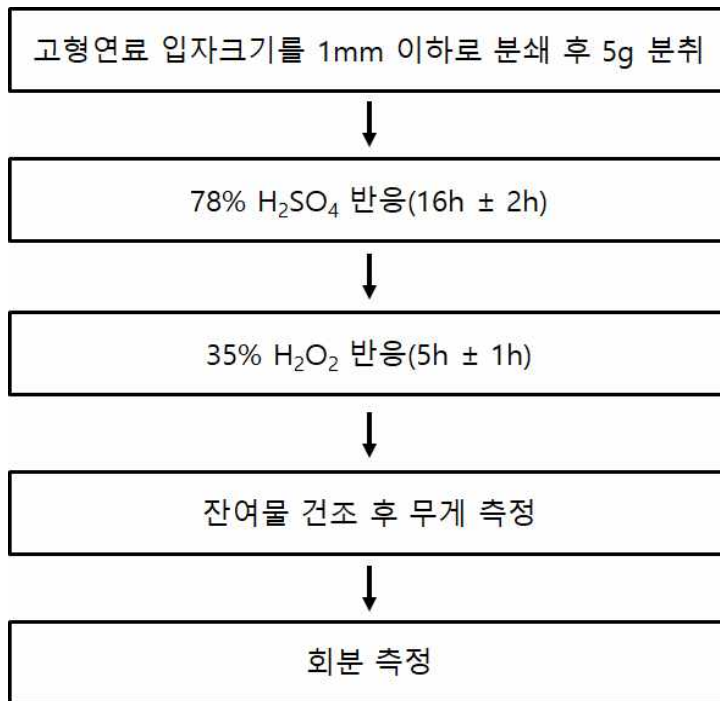 고형연료 입자크기를 1mm 이하로 분쇄 후 5g 분취
78% H₂SO₄ 반응(16h ± 2h)
35% H₂O₂ 반응(5h ± 1h)
잔여물 건조 후 무게 측정
회분 측정